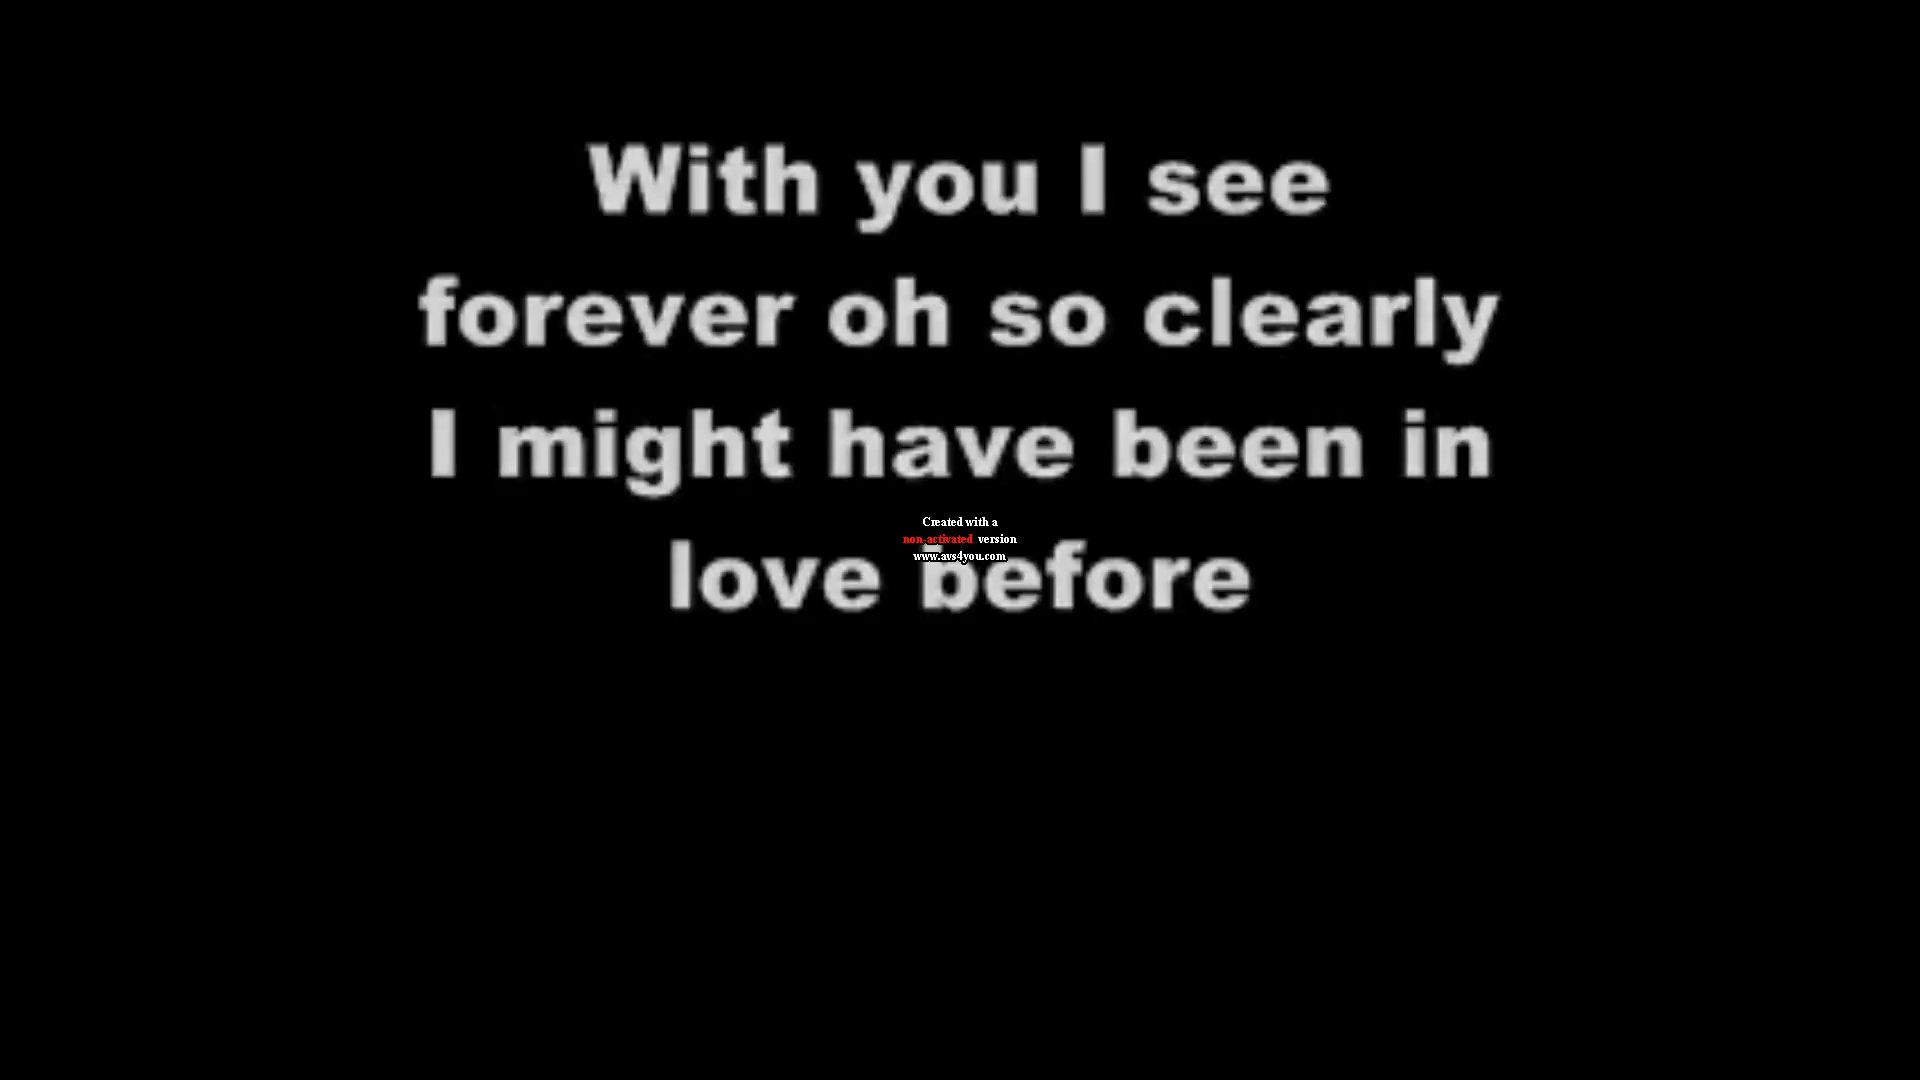 With you I see
forever oh so clearly
I might have been in
love before
Created with a
non-activated version
www.avs4you.com